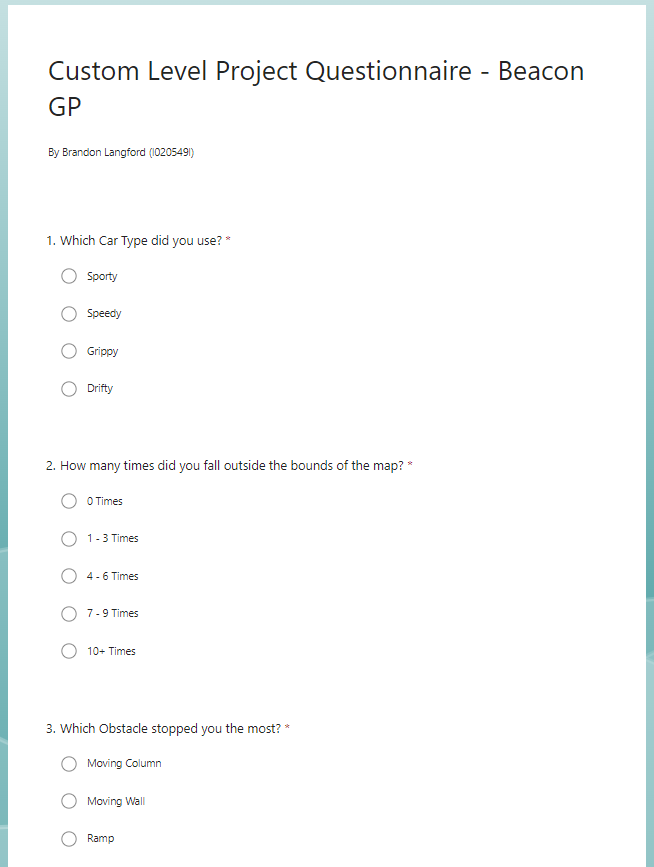 Custom Level Project Questionnaire - Beacon
GP
By Brandon Langford (l020549l)
1. Which Car Type did you use? *
Sporty
Speedy
Grippy
Drifty
2. How many times did you fall outside the bounds of the map? *
0 Times
1 - 3 Times
4 - 6 Times
7 - 9 Times
10+ Times
3. Which Obstacle stopped you the most? *
Moving Column
Moving Wall
Ramp